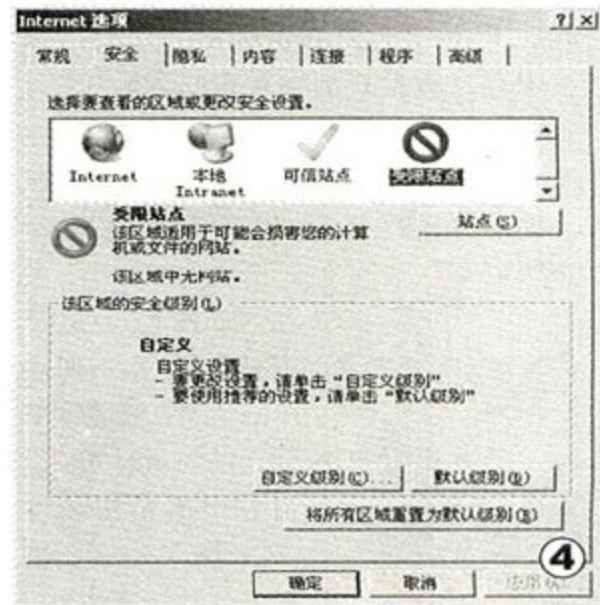 Internet 选项
常规 安全 隐私 内容 连接 程序 高级
选择要查看的区域或更改安全设置。
Internet 本地 Intranet 可信站点 受限站点
受限站点
该区域适用于可能会损害您的计算
机或文件的网站。
站点(S)
该区域中无网站。
该区域的安全级别(L)
自定义
自定义设置
- 要更改设置，请单击“自定义级别”
- 要使用推荐的设置，请单击“默认级别”
自定义级别(C)... 默认级别(D)
将所有区域重置为默认级别(R)
④
确定 取消 应用(A)